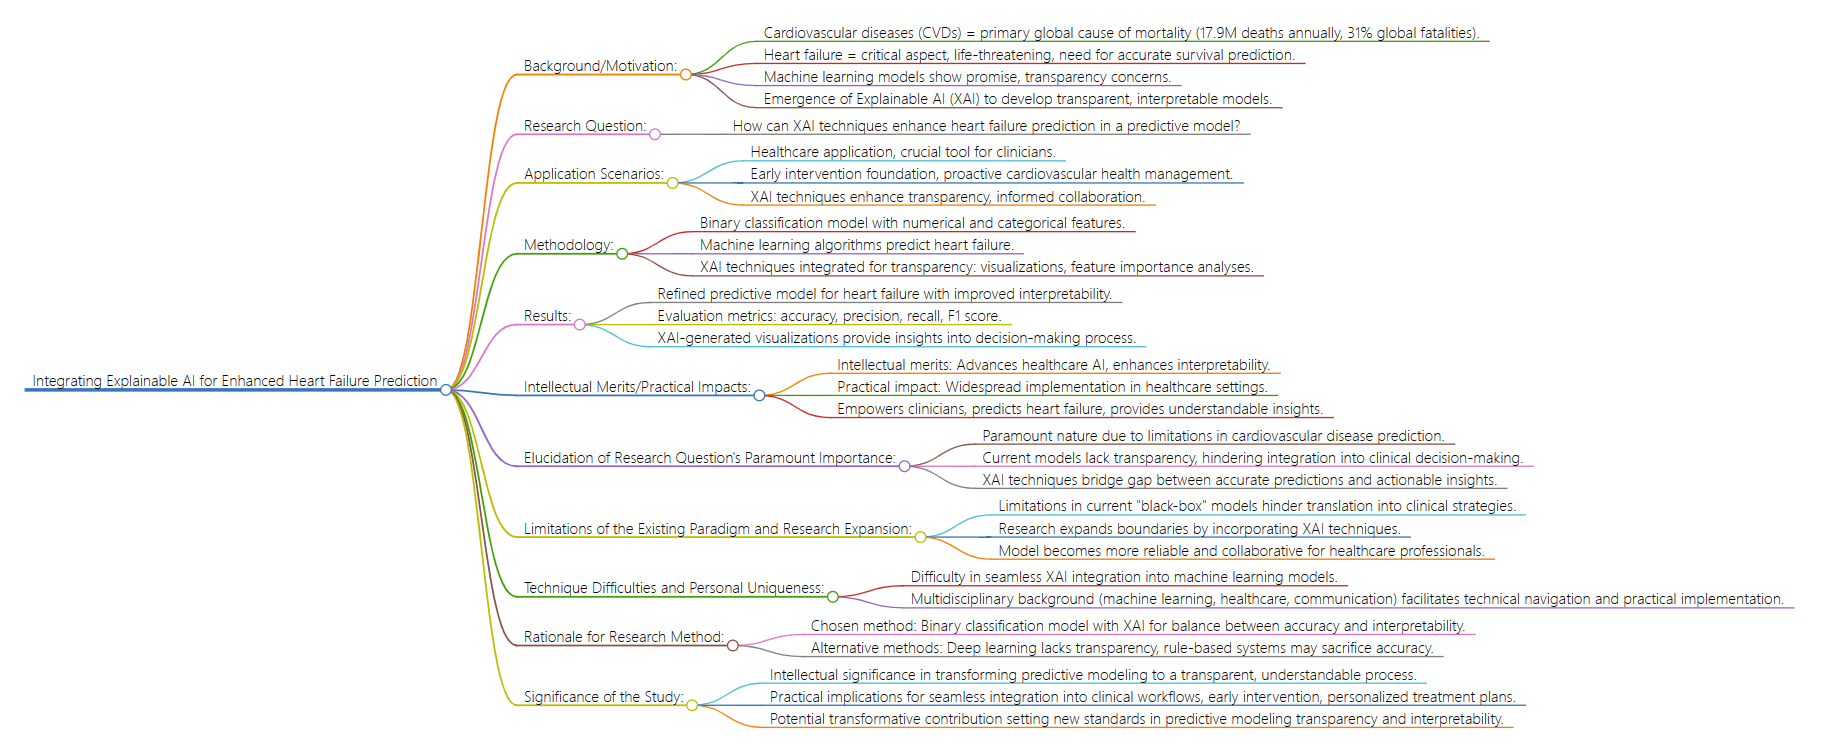 Integrating Explainable AI for Enhanced Heart Failure Prediction
Background/Motivation:
Cardiovascular diseases (CVDs) = primary global cause of mortality (17.9M deaths annually, 31% global fatalities).
Heart failure = critical aspect, life-threatening, need for accurate survival prediction.
Machine learning models show promise, transparency concerns.
Emergence of Explainable AI (XAI) to develop transparent, interpretable models.
Research Question:
How can XAI techniques enhance heart failure prediction in a predictive model?
Application Scenarios:
Healthcare application, crucial tool for clinicians.
Early intervention foundation, proactive cardiovascular health management.
XAI techniques enhance transparency, informed collaboration.
Methodology:
Binary classification model with numerical and categorical features.
Machine learning algorithms predict heart failure.
XAI techniques integrated for transparency: visualizations, feature importance analyses.
Results:
Refined predictive model for heart failure with improved interpretability.
Evaluation metrics: accuracy, precision, recall, F1 score.
XAI-generated visualizations provide insights into decision-making process.
Intellectual Merits/Practical Impacts:
Intellectual merits: Advances healthcare AI, enhances interpretability.
Practical impact: Widespread implementation in healthcare settings.
Empowers clinicians, predicts heart failure, provides understandable insights.
Elucidation of Research Question's Paramount Importance:
Paramount nature due to limitations in cardiovascular disease prediction.
Current models lack transparency, hindering integration into clinical decision-making.
XAI techniques bridge gap between accurate predictions and actionable insights.
Limitations of the Existing Paradigm and Research Expansion:
Limitations in current "black-box" models hinder translation into clinical strategies.
Research expands boundaries by incorporating XAI techniques.
Model becomes more reliable and collaborative for healthcare professionals.
Technique Difficulties and Personal Uniqueness:
Difficulty in seamless XAI integration into machine learning models.
Multidisciplinary background (machine learning, healthcare, communication) facilitates technical navigation and practical implementation.
Rationale for Research Method:
Chosen method: Binary classification model with XAI for balance between accuracy and interpretability.
Alternative methods: Deep learning lacks transparency, rule-based systems may sacrifice accuracy.
Significance of the Study:
Intellectual significance in transforming predictive modeling to a transparent, understandable process.
Practical implications for seamless integration into clinical workflows, early intervention, personalized treatment plans.
Potential transformative contribution setting new standards in predictive modeling transparency and interpretability.